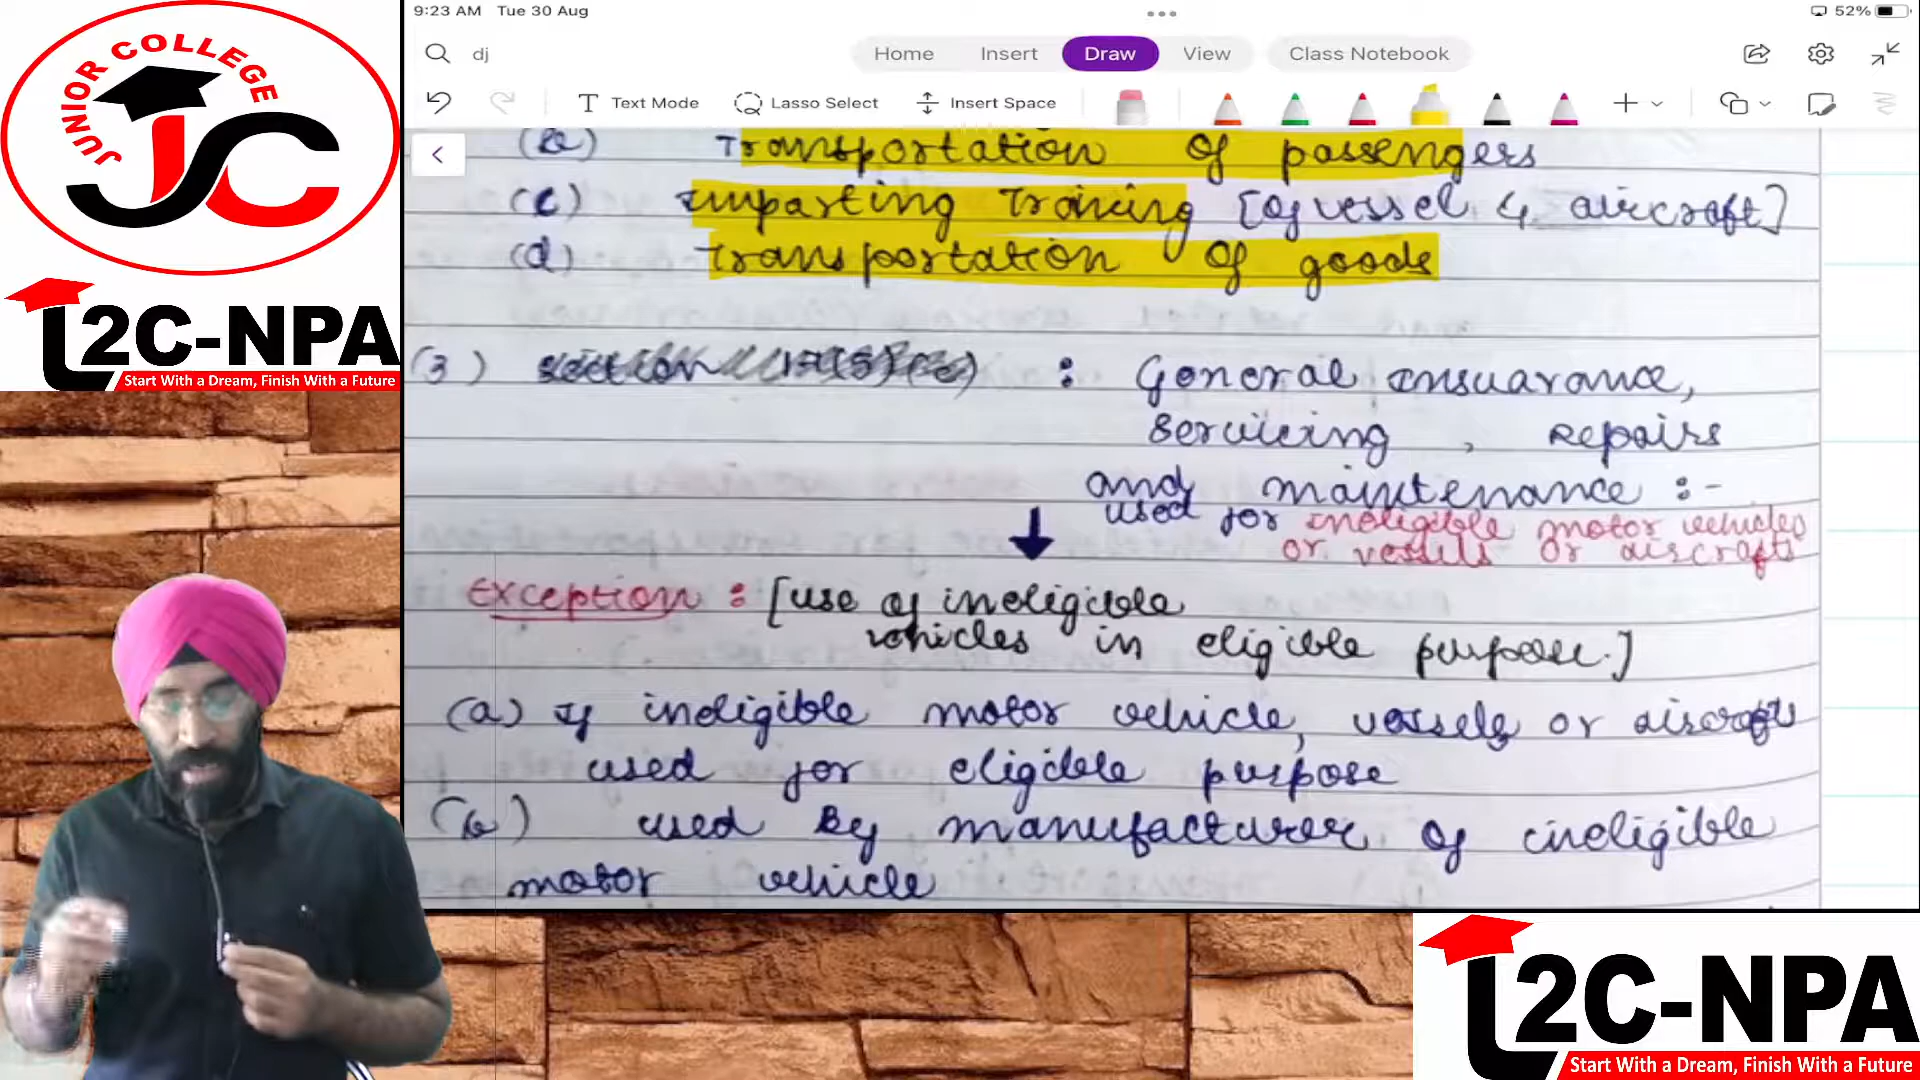 9:23 AM Tue 30 Aug
52%
dj
Home Insert Draw View Class Notebook
Text Mode Lasso Select Insert Space
JUNIOR COLLEGE
JC
L2C-NPA
Start With a Dream, Finish With a Future
(b) Transportation of passengers
(c) Imparting Training [of vessel & aircraft]
(d) Transportation of goods
(3) section 17(5) : General insuarance,
Servicing, Repairs
and maintenance :-
used for ineligible motor vehicles
or vessels or aircrafts
Exception : [use of ineligible
vehicles in eligible purpose.]
(a) If ineligible motor vehicle, vessels or aircrafts
used for eligible purpose
(b) used By manufacturer of ineligible
motor vehicle
L2C-NPA
Start With a Dream, Finish With a Future